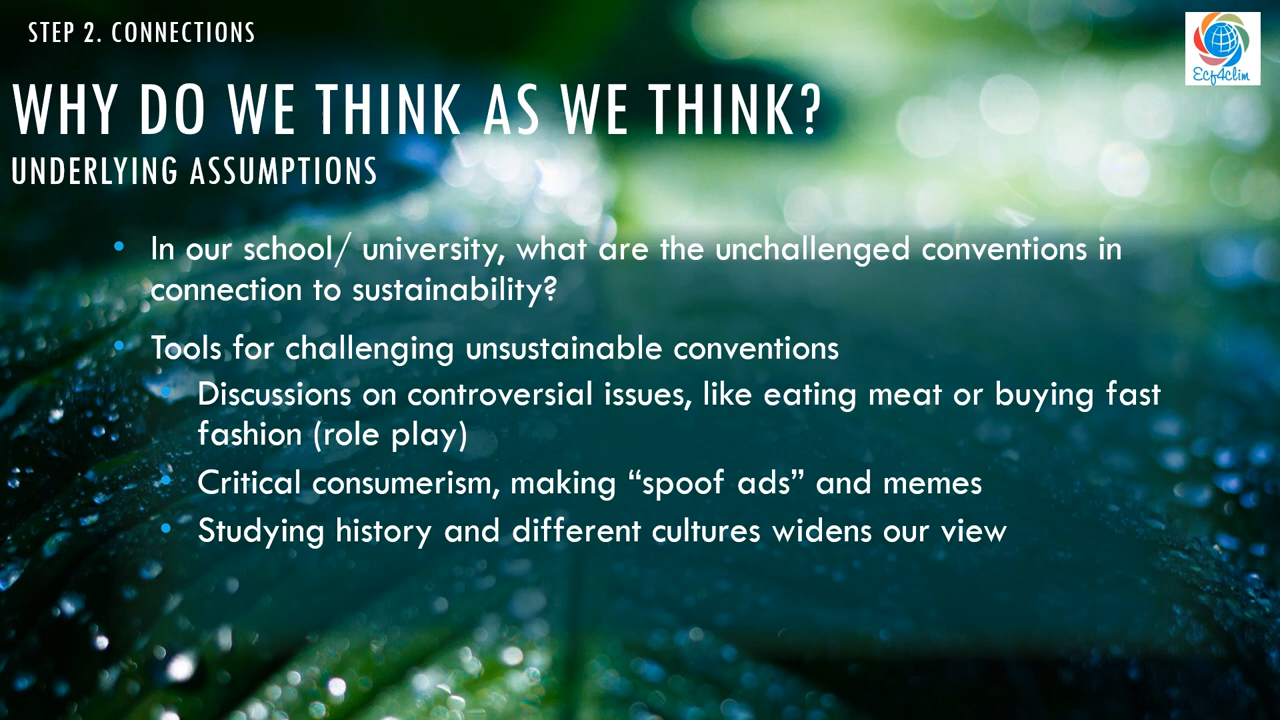 STEP 2. CONNECTIONS
Ecf4clim
WHY DO WE THINK AS WE THINK?
UNDERLYING ASSUMPTIONS
• In our school/ university, what are the unchallenged conventions in
connection to sustainability?
• Tools for challenging unsustainable conventions
• Discussions on controversial issues, like eating meat or buying fast
fashion (role play)
• Critical consumerism, making “spoof ads” and memes
• Studying history and different cultures widens our view